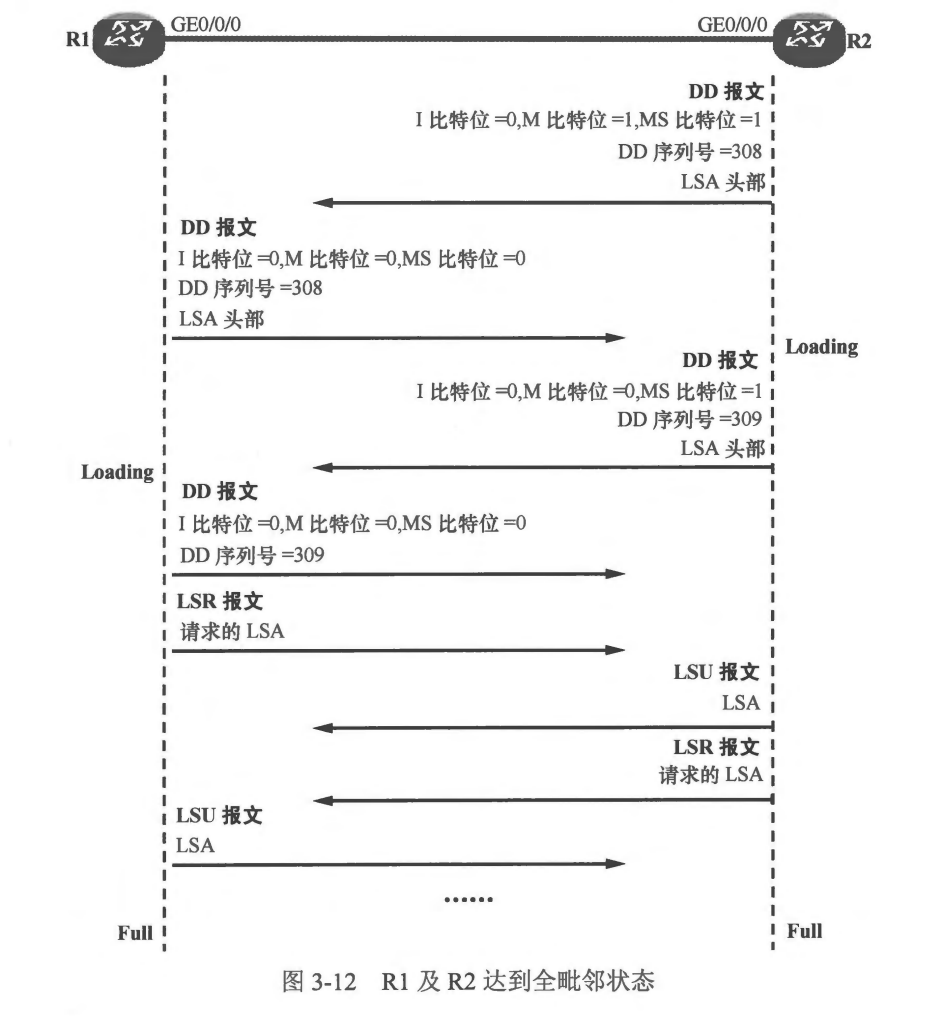 GE0/0/0
GE0/0/0
R1
R2
DD 报文
I 比特位 =0,M 比特位 =1,MS 比特位 =1
DD 序列号 =308
LSA 头部
DD 报文
I 比特位 =0,M 比特位 =0,MS 比特位 =0
DD 序列号 =308
LSA 头部
Loading
DD 报文
I 比特位 =0,M 比特位 =0,MS 比特位 =1
DD 序列号 =309
LSA 头部
Loading
DD 报文
I 比特位 =0,M 比特位 =0,MS 比特位 =0
DD 序列号 =309
LSR 报文
请求的 LSA
LSU 报文
LSA
LSR 报文
请求的 LSA
LSU 报文
LSA
......
Full
Full
图 3-12 R1 及 R2 达到全毗邻状态